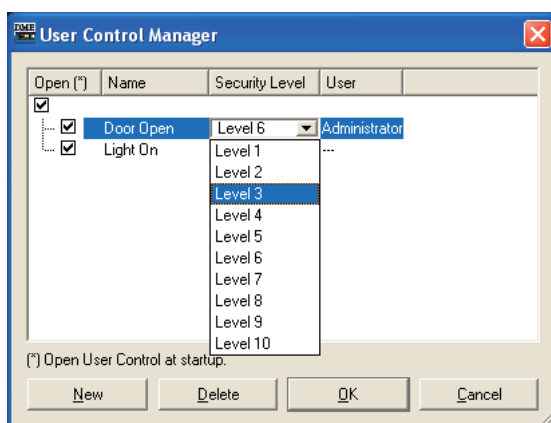 DME
User Control Manager
Open (*) Name Security Level User
Door Open Level 6 Administrator
Light On Level 1 ---
Level 2
Level 3
Level 4
Level 5
Level 6
Level 7
Level 8
Level 9
Level 10
(*) Open User Control at startup.
New Delete OK Cancel